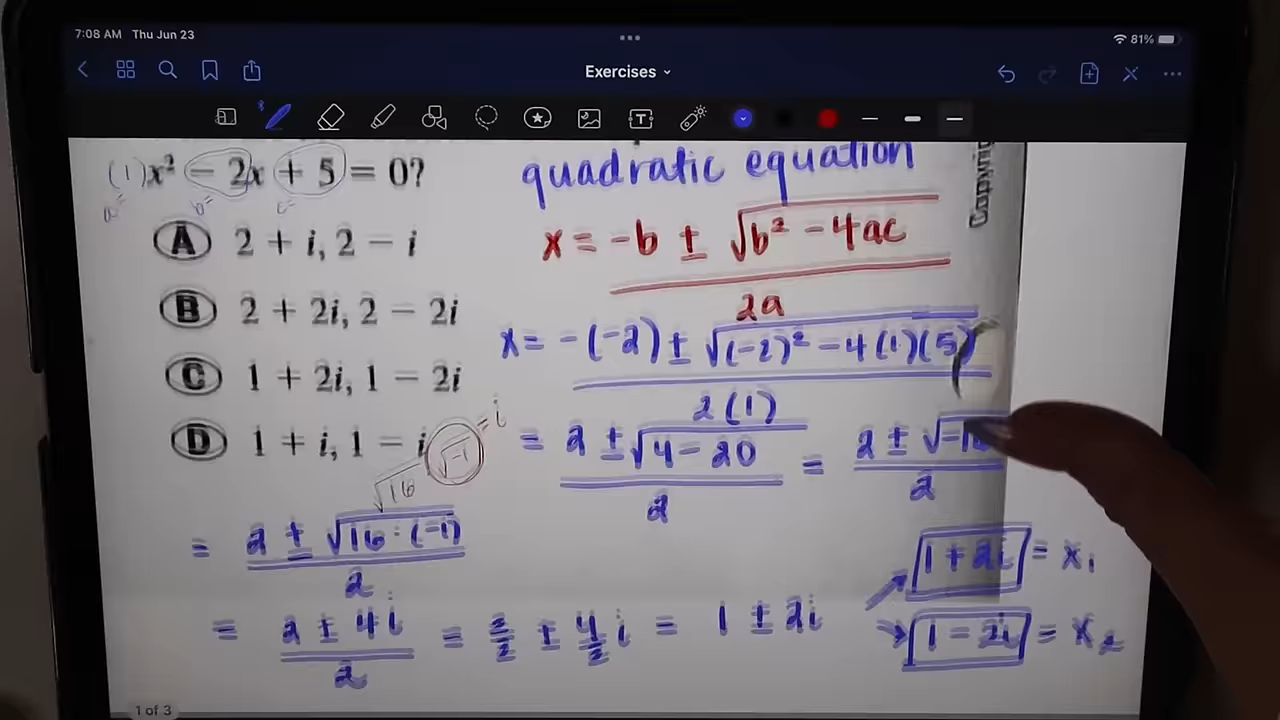 7:08 AM Thu Jun 23
81%
Exercises
(1)x² − 2x + 5 = 0?
a= b= c=
A 2 + i, 2 − i
B 2 + 2i, 2 − 2i
C 1 + 2i, 1 − 2i
D 1 + i, 1 − i
√16 √-1 = i
quadratic equation
x = -b ± √b² - 4ac
2a
x = -(-2) ± √(-2)² - 4(1)(5)
2(1)
= 2 ± √4 - 20 = 2 ± √-16
2 2
= 2 ± √16·(-1)
2
= 2 ± 4i = 2/2 ± 4/2 i = 1 ± 2i
2
1 + 2i = x₁
1 - 2i = x₂
1 of 3